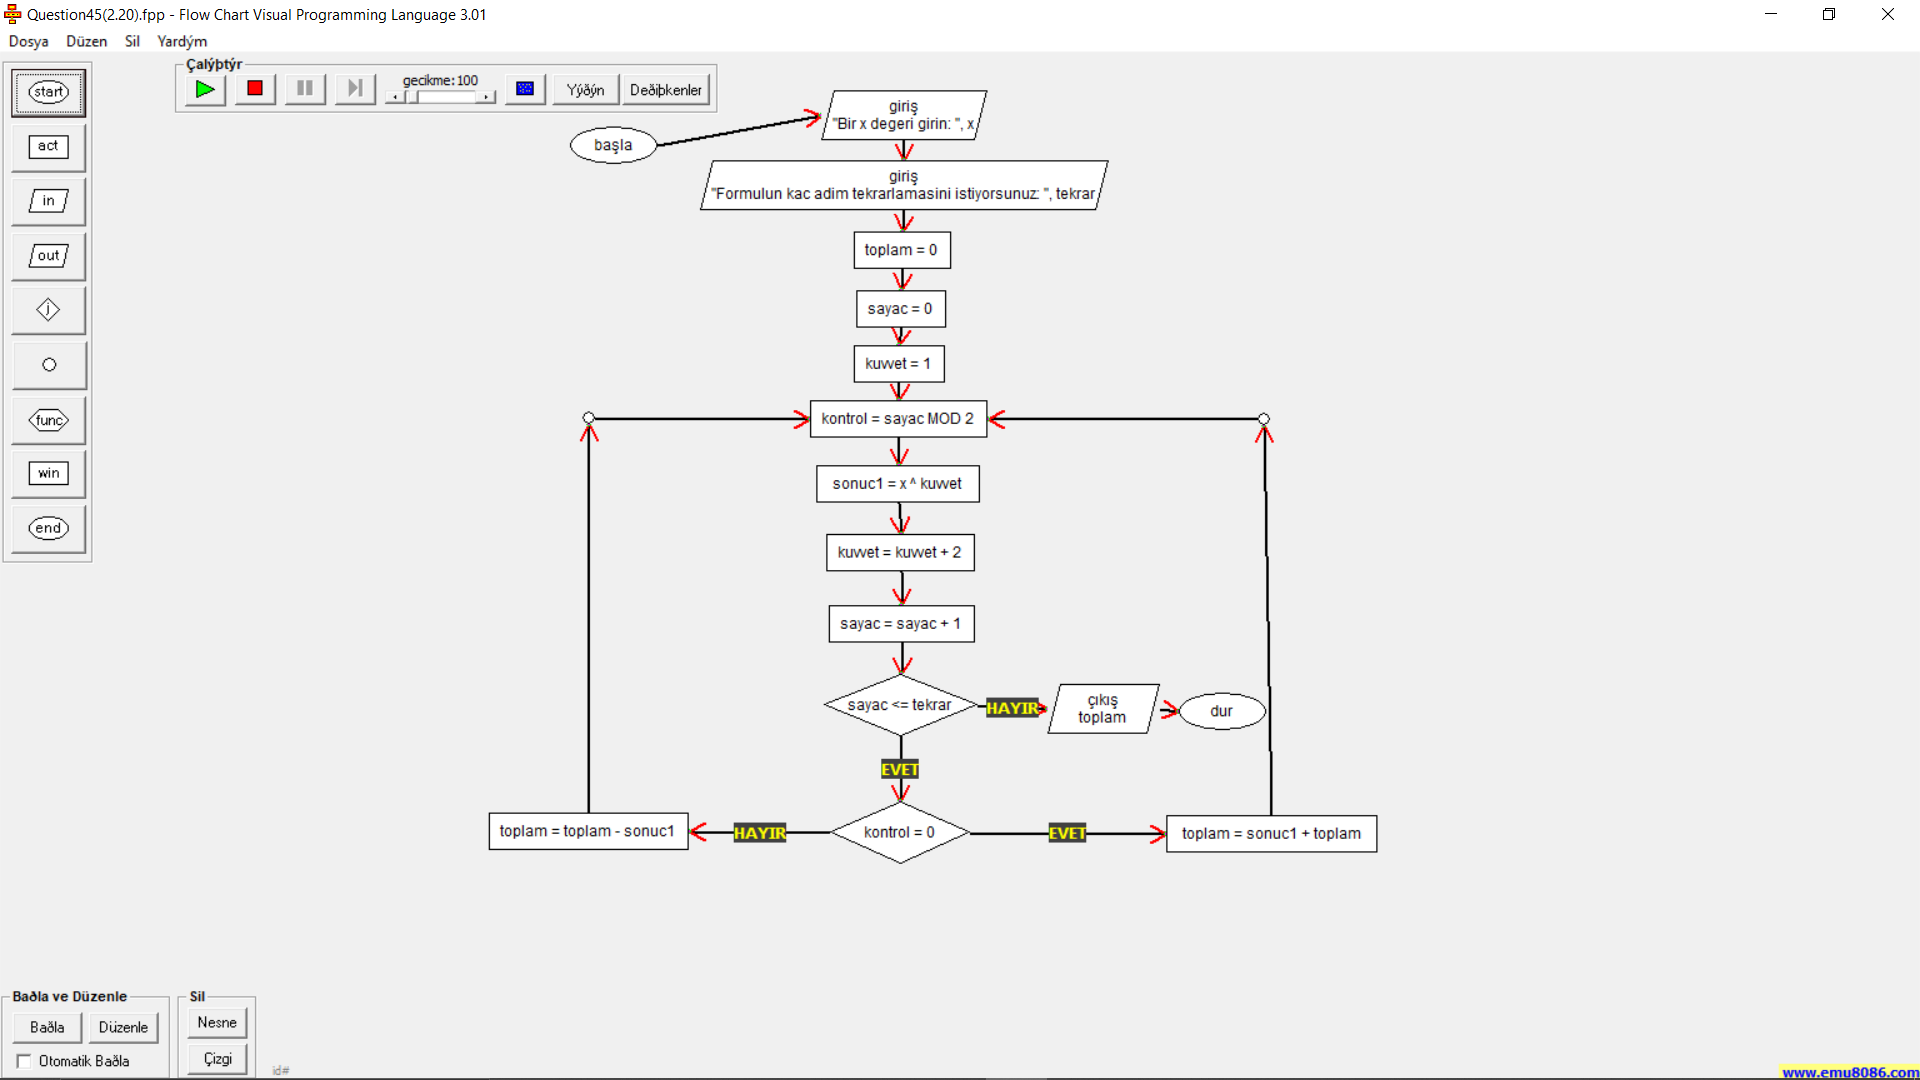 Question45(2.20).fpp - Flow Chart Visual Programming Language 3.01
Dosya Düzen Sil Yardým
Çalýþtýr
gecikme:100
Yýðýn
Deðiþkenler
start
act
in
out
j
func
win
end
başla
giriş
"Bir x degeri girin: ", x
giriş
"Formulun kac adim tekrarlamasini istiyorsunuz: ", tekrar
toplam = 0
sayac = 0
kuvvet = 1
kontrol = sayac MOD 2
sonuc1 = x ^ kuvvet
kuvvet = kuvvet + 2
sayac = sayac + 1
sayac <= tekrar
HAYIR
çıkış
toplam
dur
EVET
toplam = toplam - sonuc1
HAYIR
kontrol = 0
EVET
toplam = sonuc1 + toplam
Baðla ve Düzenle
Baðla
Düzenle
Otomatik Baðla
Sil
Nesne
Çizgi
id#
www.emu8086.com